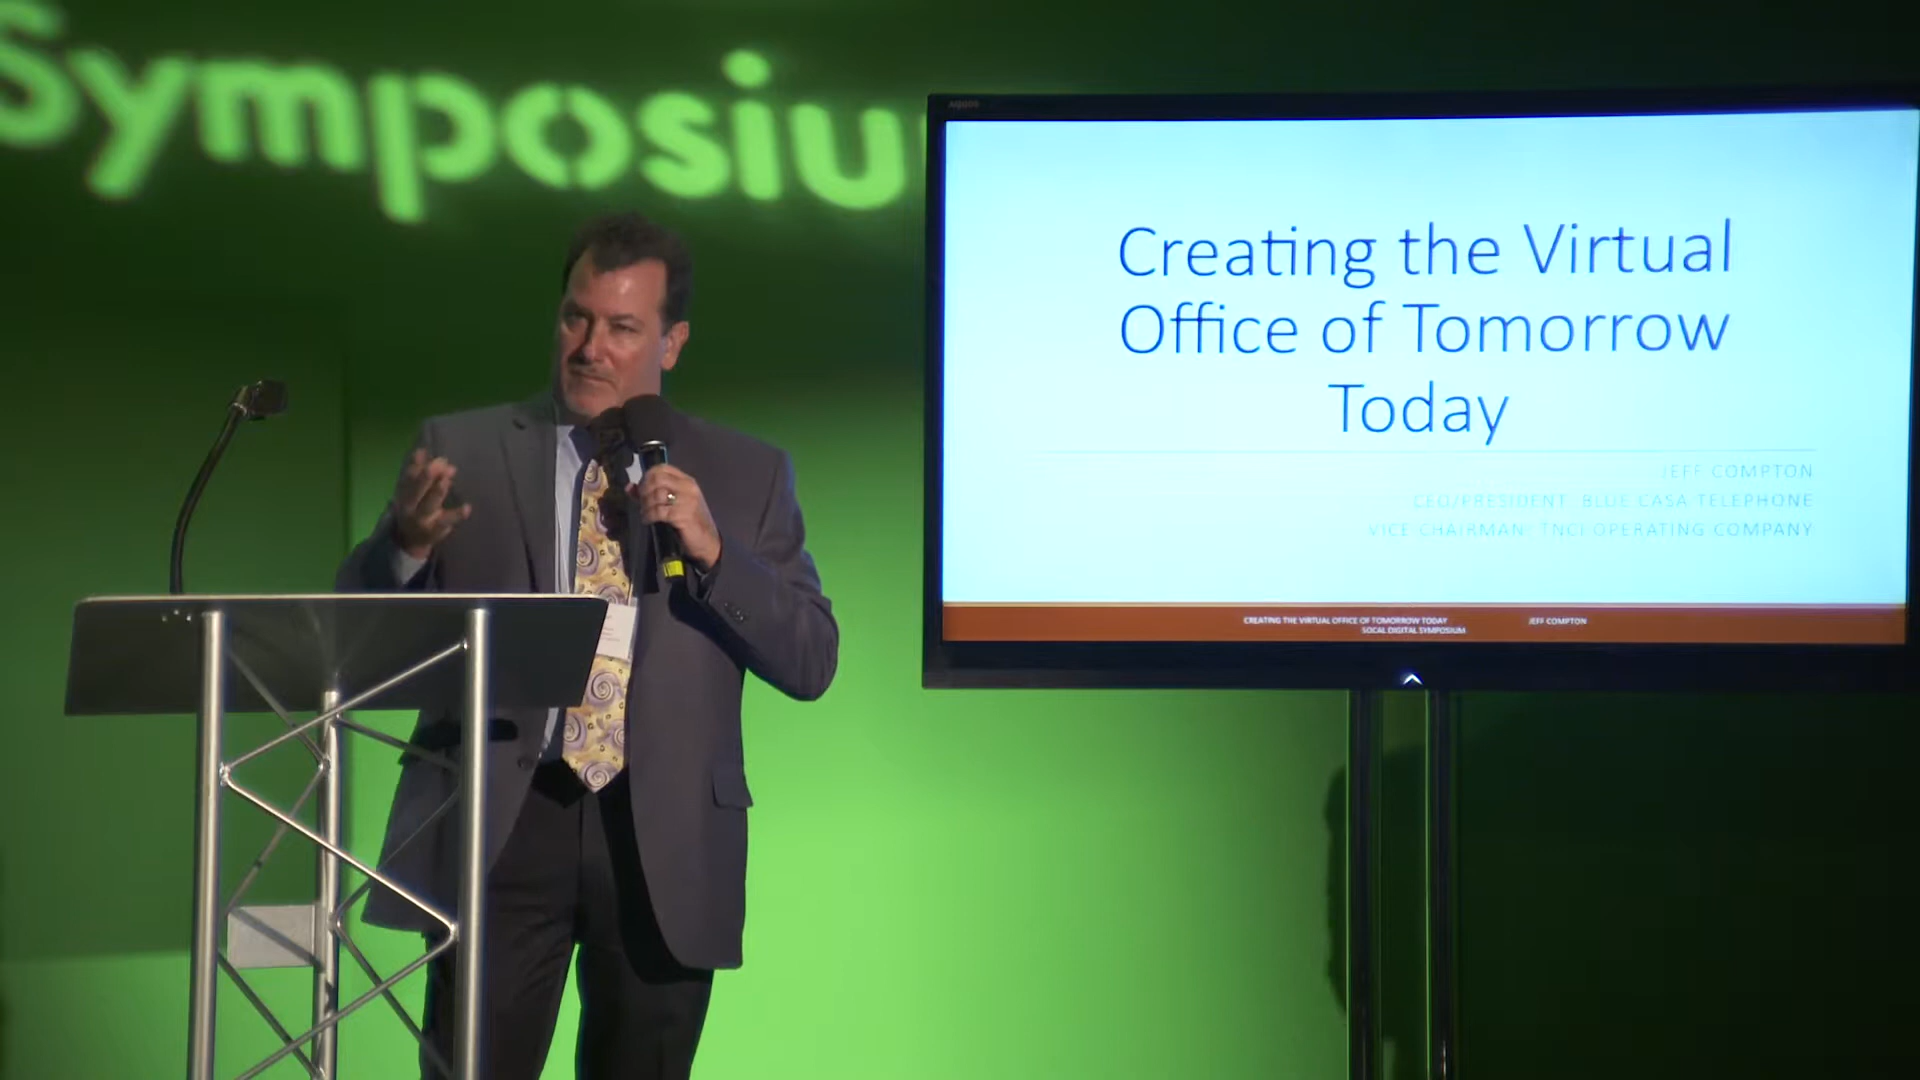 Symposiu
AQUOS
Creating the Virtual
Office of Tomorrow
Today
JEFF COMPTON
CEO/PRESIDENT: BLUE CASA TELEPHONE
VICE CHAIRMAN: TNCI OPERATING COMPANY
CREATING THE VIRTUAL OFFICE OF TOMORROW TODAY JEFF COMPTON
SOCAL DIGITAL SYMPOSIUM